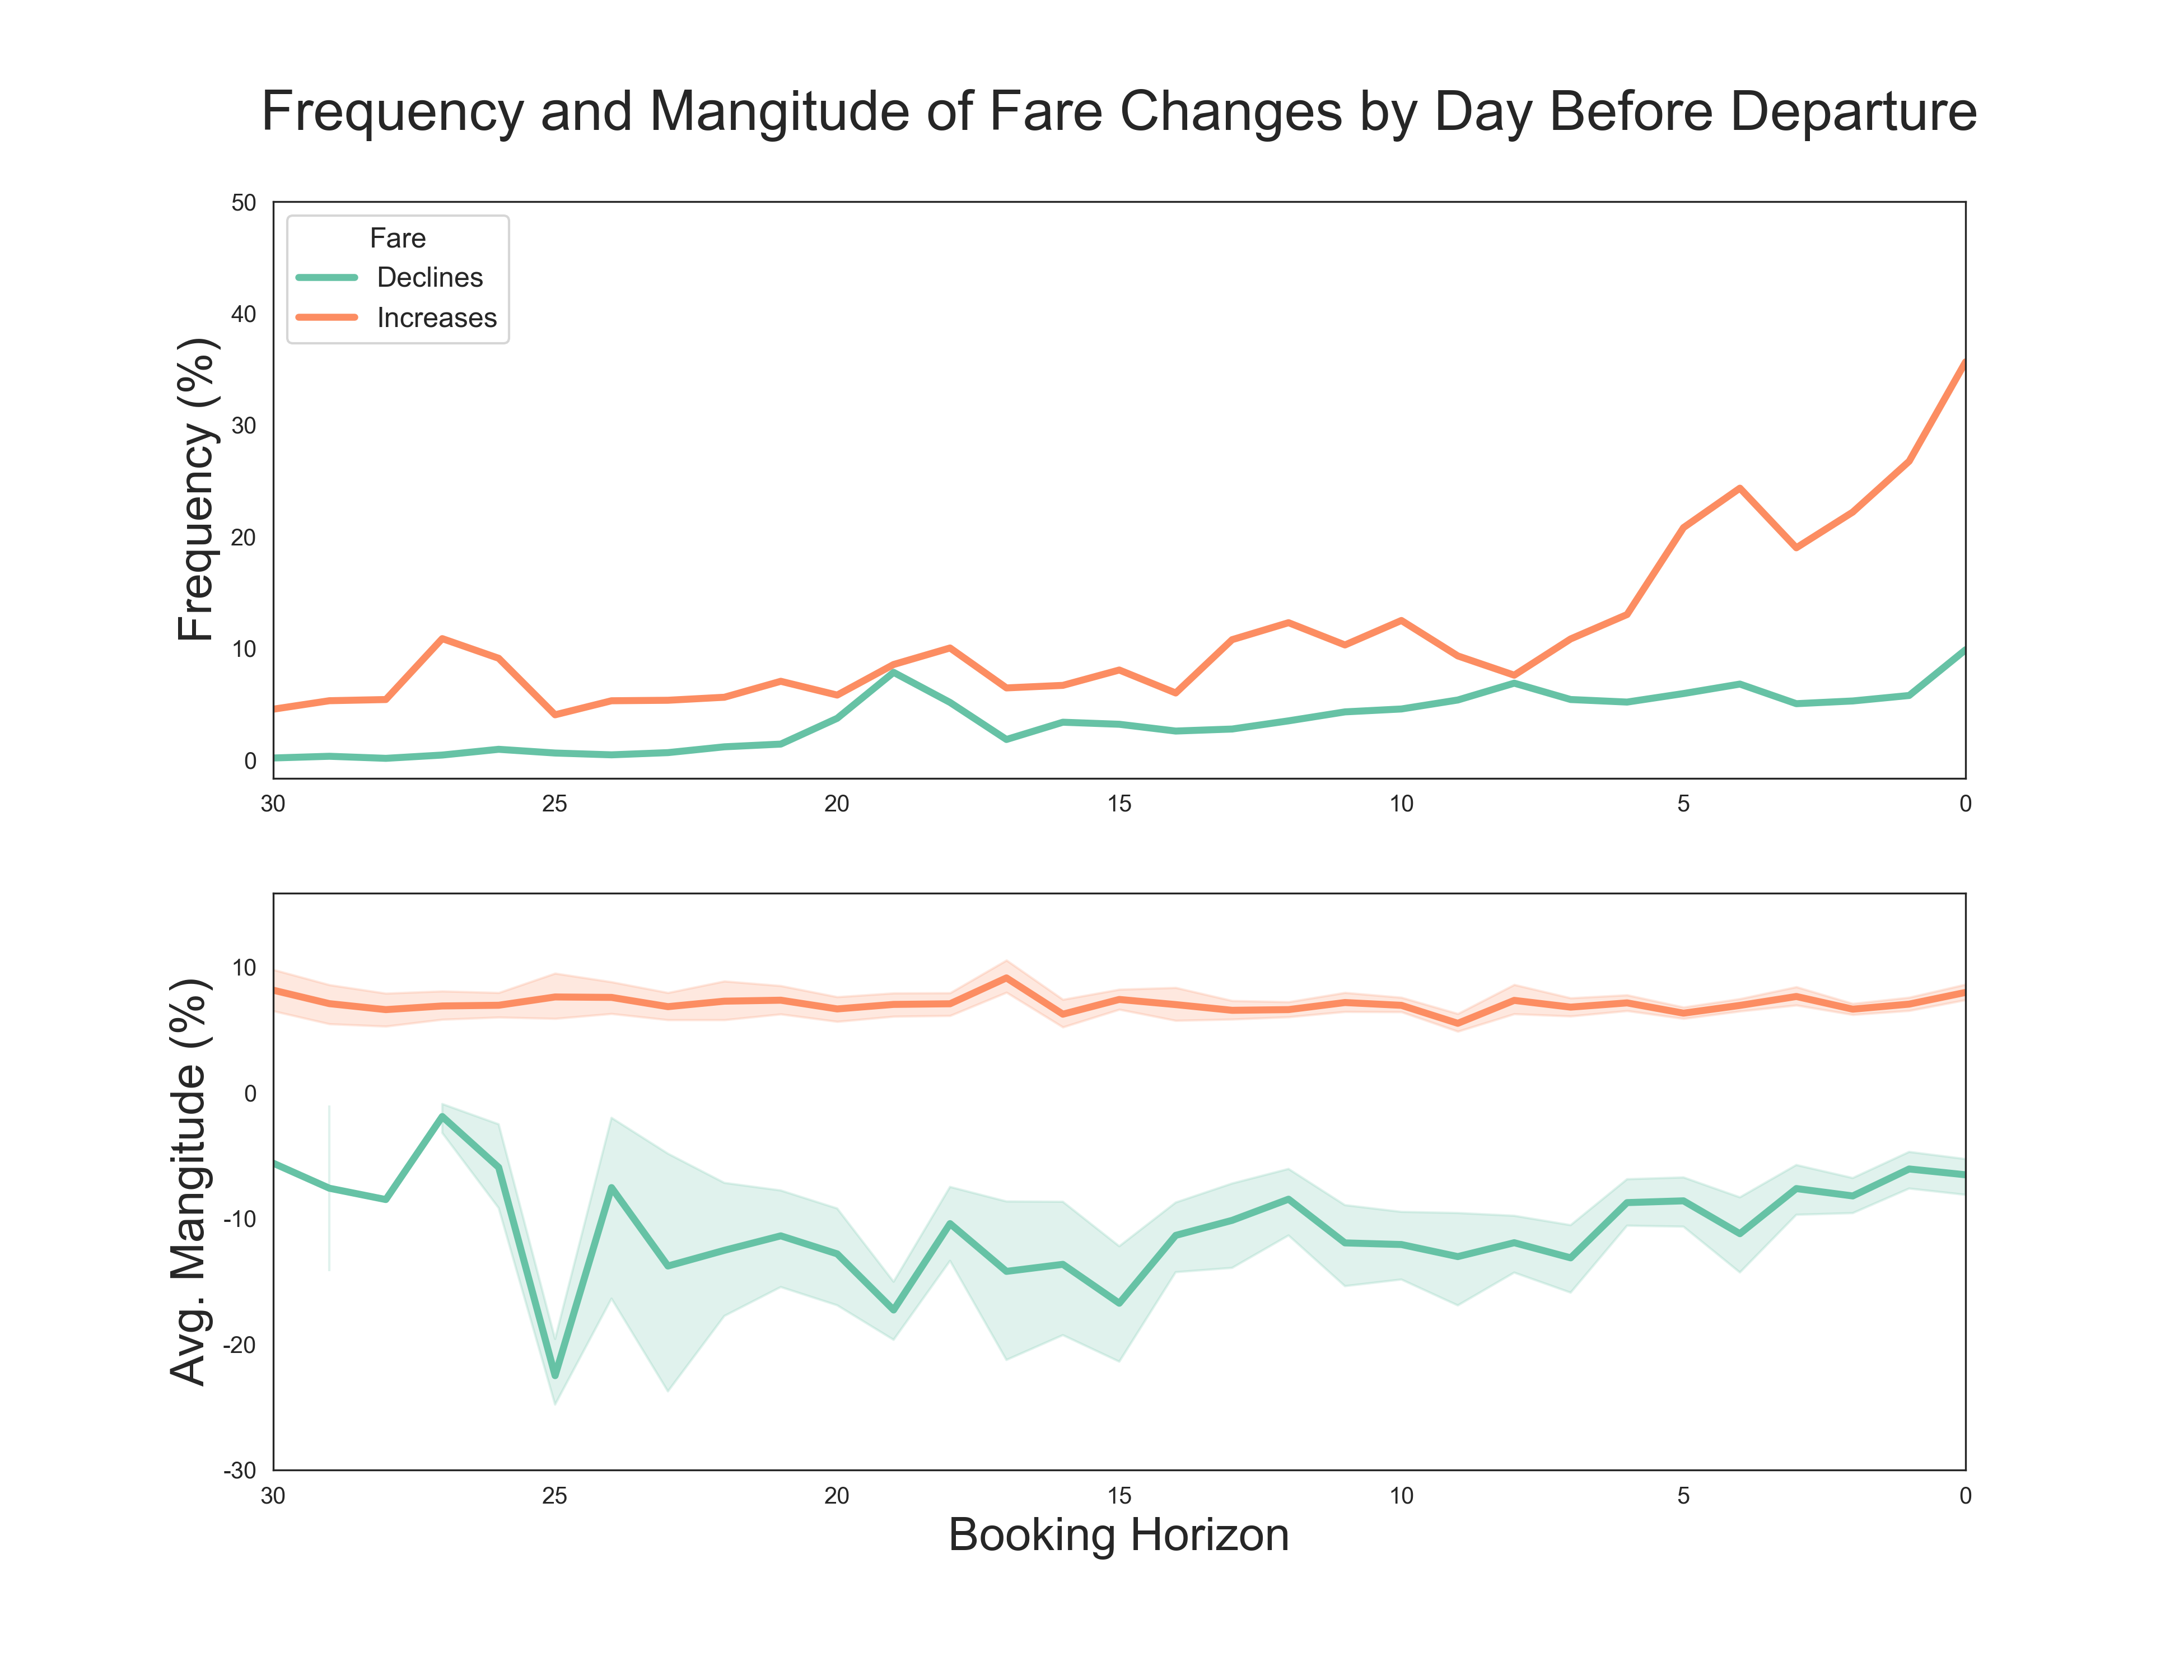 Frequency and Mangitude of Fare Changes by Day Before Departure
Frequency (%)
50
40
30
20
10
0
Fare
Declines
Increases
30 25 20 15 10 5 0
Avg. Mangitude (%)
10
0
-10
-20
-30
30 25 20 15 10 5 0
Booking Horizon